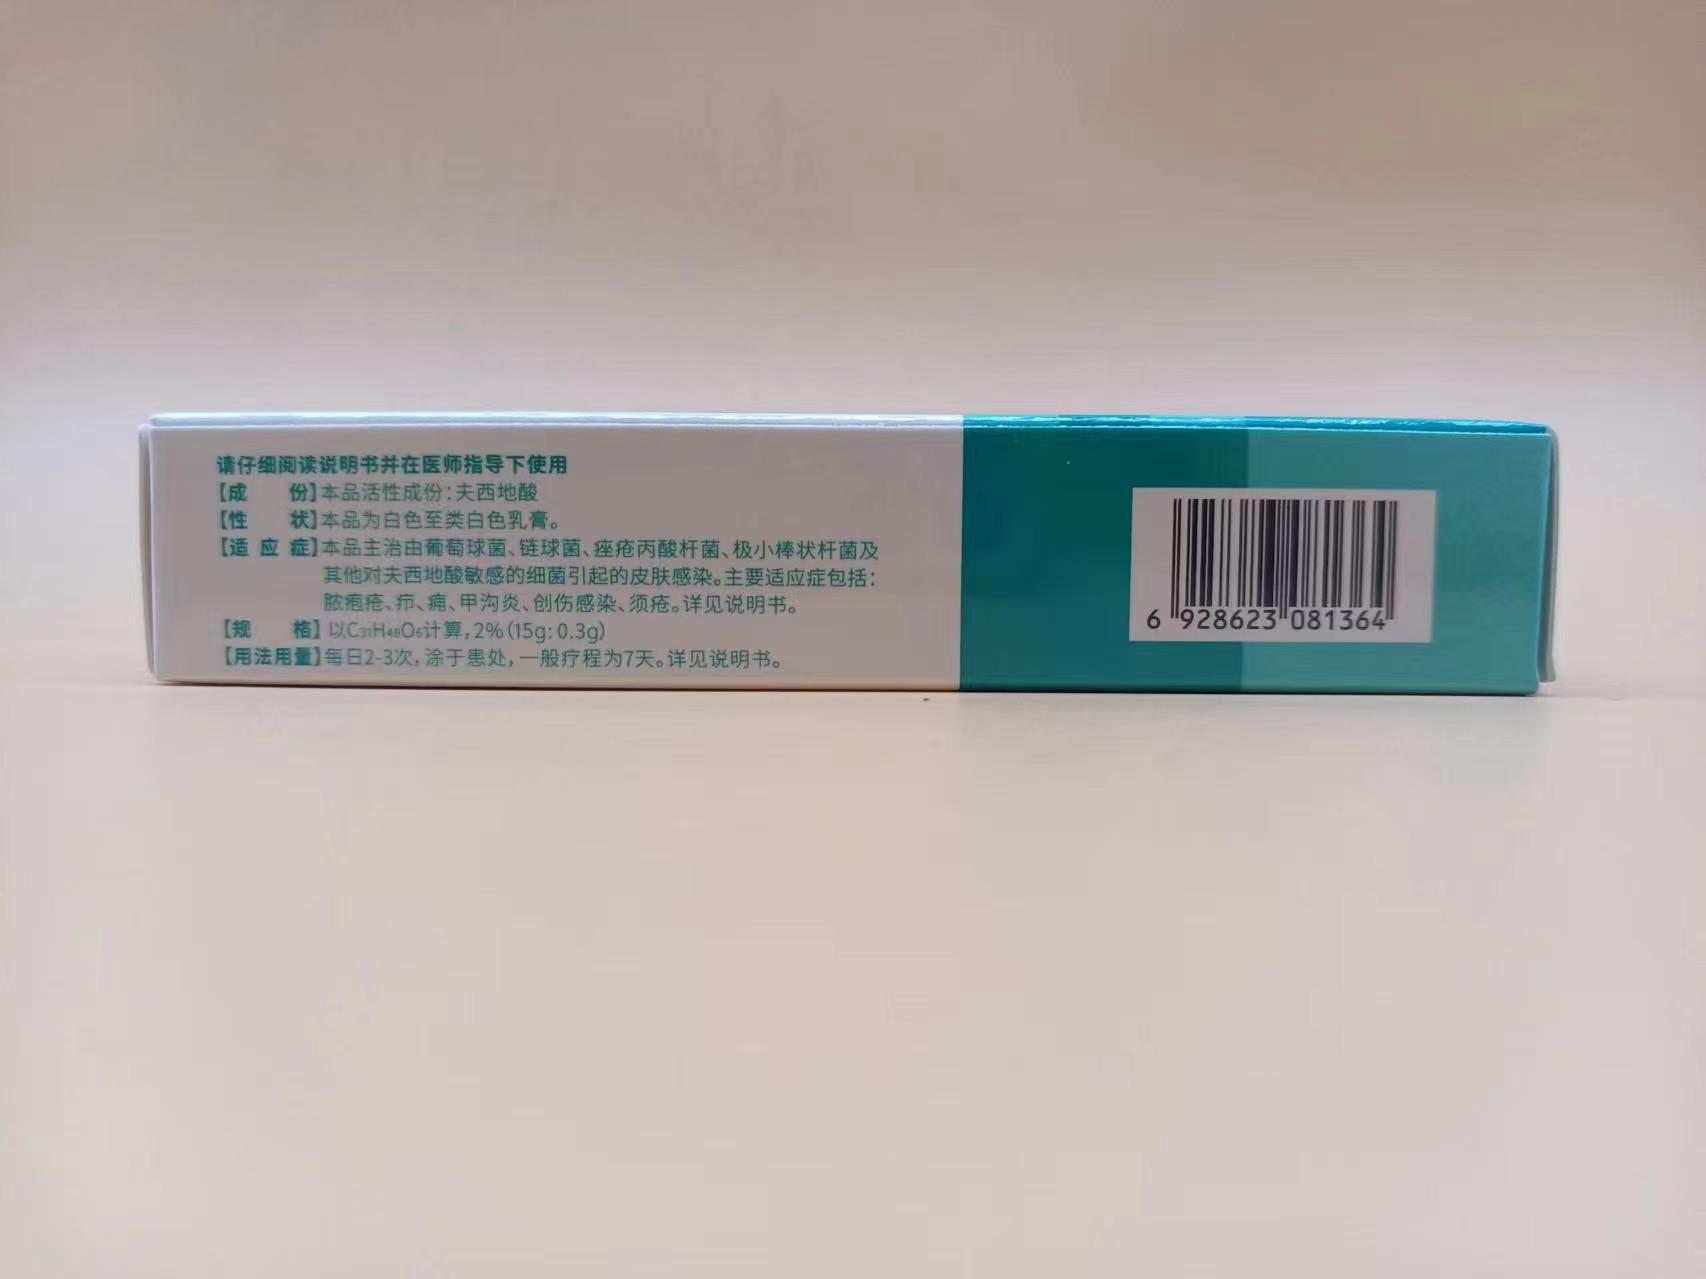 请仔细阅读说明书并在医师指导下使用
【成 份】本品活性成份：夫西地酸
【性 状】本品为白色至类白色乳膏。
【适 应 症】本品主治由葡萄球菌、链球菌、痤疮丙酸杆菌、极小棒状杆菌及
其他对夫西地酸敏感的细菌引起的皮肤感染。主要适应症包括：
脓疱疮、疖、痈、甲沟炎、创伤感染、须疮。详见说明书。
【规 格】以C₃₁H₄₈O₆计算，2%（15g：0.3g）
【用法用量】每日2-3次，涂于患处，一般疗程为7天。详见说明书。
6 928623 081364